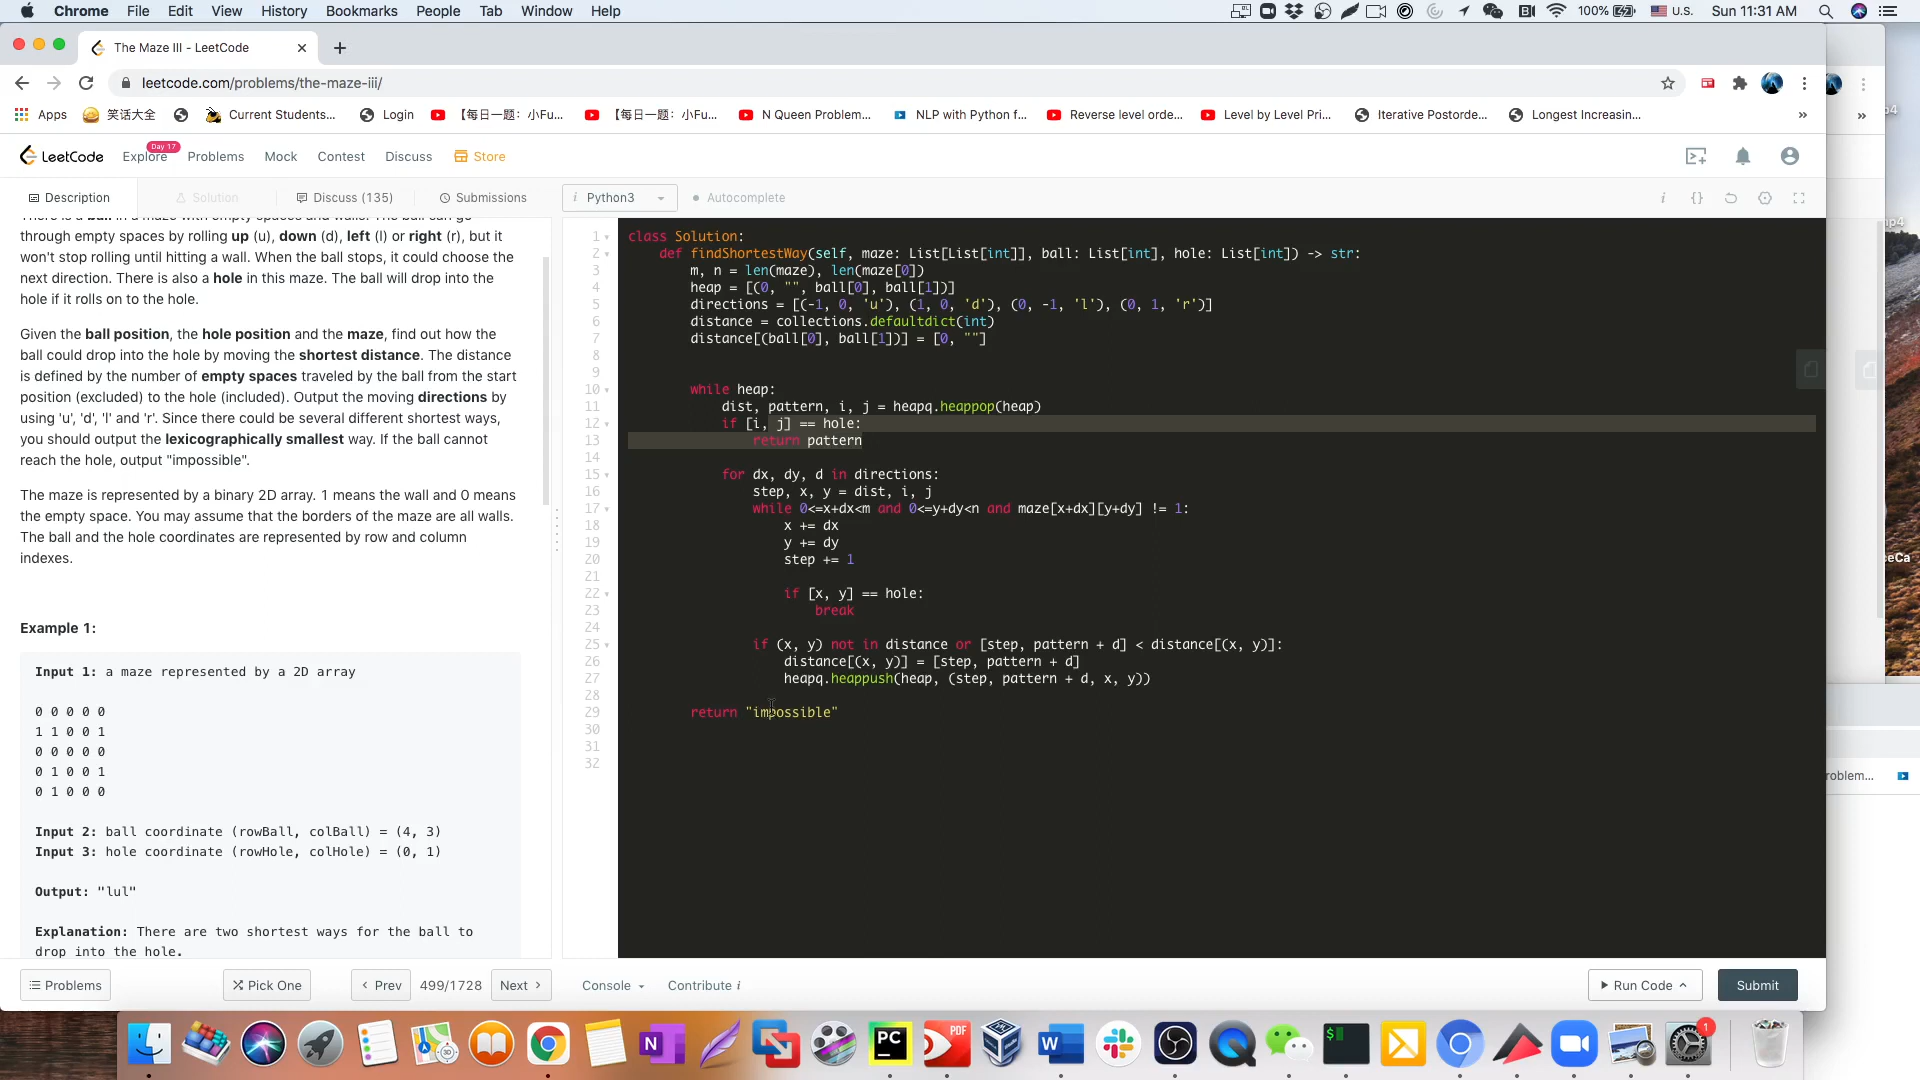 Chrome File Edit View History Bookmarks People Tab Window Help 100% U.S. Sun 11:31 AM
The Maze III - LeetCode
leetcode.com/problems/the-maze-iii/
Apps 笑话大全 Current Students... Login 【每日一题：小Fu... 【每日一题：小Fu... N Queen Problem... NLP with Python f... Reverse level orde... Level by Level Pri... Iterative Postorde... Longest Increasin... » »
LeetCode Explore Day 17 Problems Mock Contest Discuss Store
Description Solution Discuss (135) Submissions i Python3 Autocomplete i {}
There is a ball in a maze with empty spaces and walls. The ball can go
through empty spaces by rolling up (u), down (d), left (l) or right (r), but it
won't stop rolling until hitting a wall. When the ball stops, it could choose the
next direction. There is also a hole in this maze. The ball will drop into the
hole if it rolls on to the hole.
Given the ball position, the hole position and the maze, find out how the
ball could drop into the hole by moving the shortest distance. The distance
is defined by the number of empty spaces traveled by the ball from the start
position (excluded) to the hole (included). Output the moving directions by
using 'u', 'd', 'l' and 'r'. Since there could be several different shortest ways,
you should output the lexicographically smallest way. If the ball cannot
reach the hole, output "impossible".
The maze is represented by a binary 2D array. 1 means the wall and 0 means
the empty space. You may assume that the borders of the maze are all walls.
The ball and the hole coordinates are represented by row and column
indexes.
Example 1:
Input 1: a maze represented by a 2D array
0 0 0 0 0
1 1 0 0 1
0 0 0 0 0
0 1 0 0 1
0 1 0 0 0
Input 2: ball coordinate (rowBall, colBall) = (4, 3)
Input 3: hole coordinate (rowHole, colHole) = (0, 1)
Output: "lul"
Explanation: There are two shortest ways for the ball to
drop into the hole.
1 class Solution:
2 def findShortestWay(self, maze: List[List[int]], ball: List[int], hole: List[int]) -> str:
3 m, n = len(maze), len(maze[0])
4 heap = [(0, "", ball[0], ball[1])]
5 directions = [(-1, 0, 'u'), (1, 0, 'd'), (0, -1, 'l'), (0, 1, 'r')]
6 distance = collections.defaultdict(int)
7 distance[(ball[0], ball[1])] = [0, ""]
8
9
10 while heap:
11 dist, pattern, i, j = heapq.heappop(heap)
12 if [i, j] == hole:
13 return pattern
14
15 for dx, dy, d in directions:
16 step, x, y = dist, i, j
17 while 0<=x+dx<m and 0<=y+dy<n and maze[x+dx][y+dy] != 1:
18 x += dx
19 y += dy
20 step += 1
21
22 if [x, y] == hole:
23 break
24
25 if (x, y) not in distance or [step, pattern + d] < distance[(x, y)]:
26 distance[(x, y)] = [step, pattern + d]
27 heapq.heappush(heap, (step, pattern + d, x, y))
28
29 return "impossible"
30
31
32
Problems Pick One Prev 499/1728 Next Console Contribute i Run Code Submit
roblem...
N PC PDF W $ 1